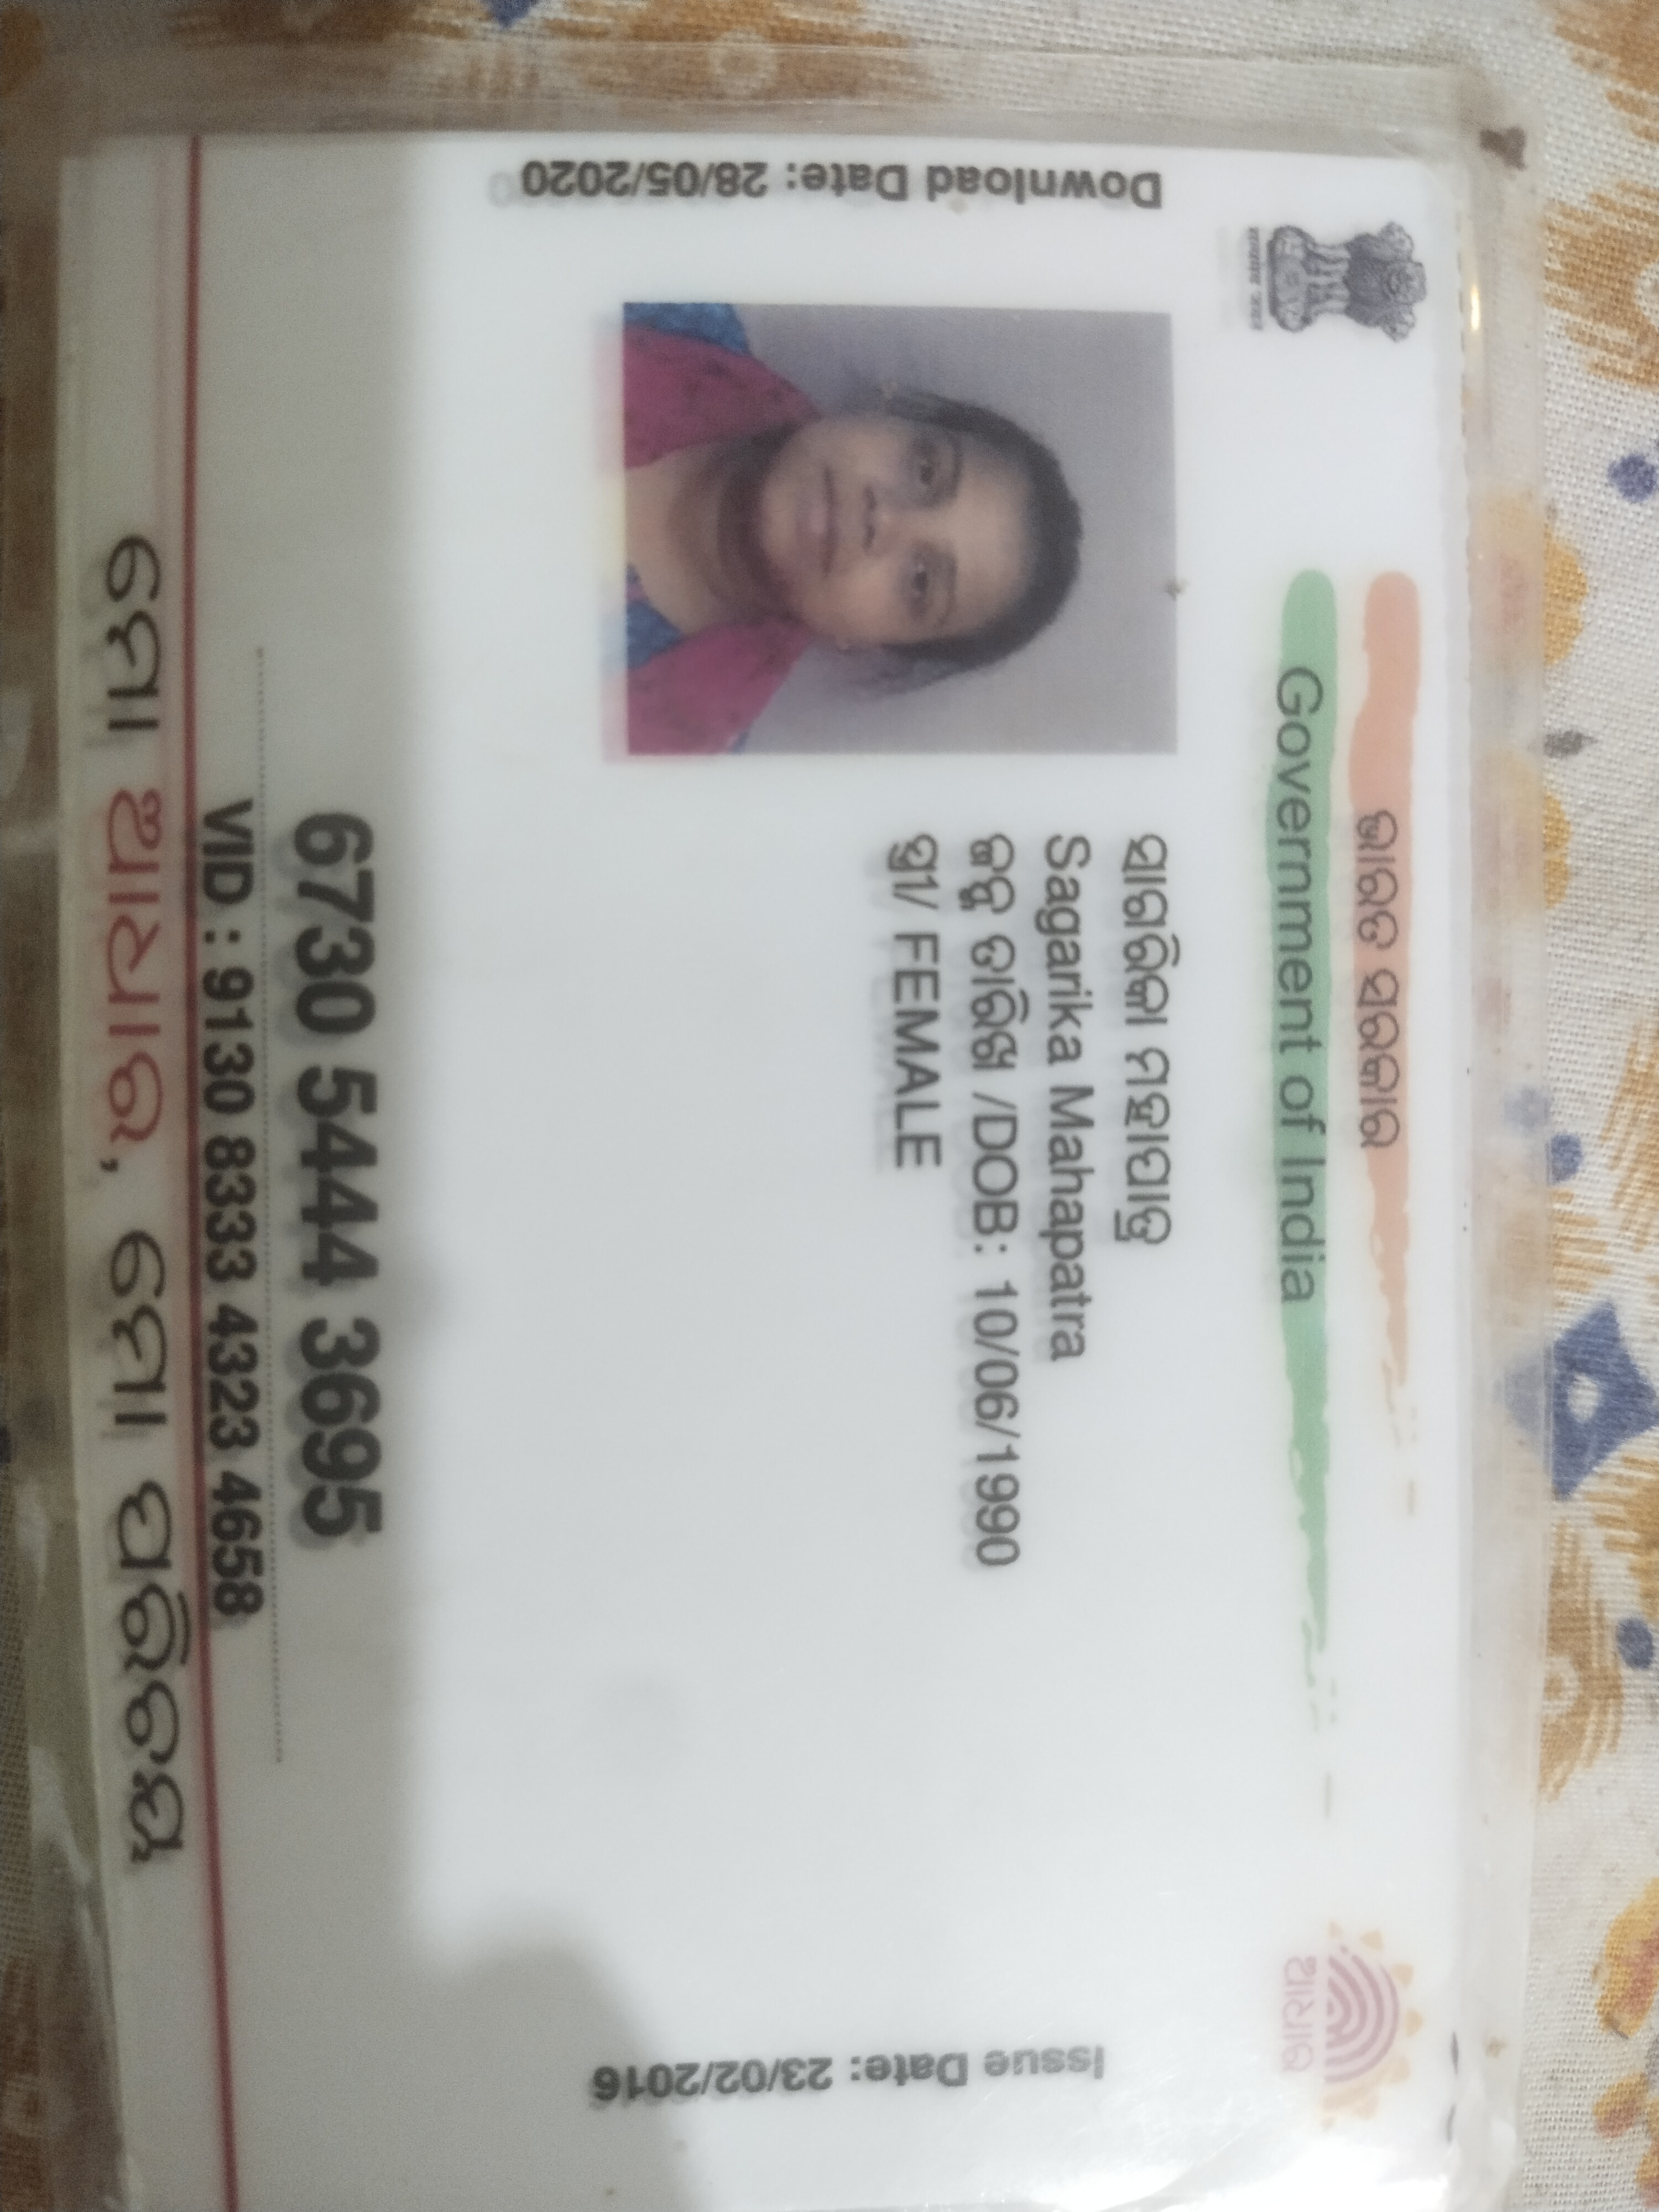 ଭାରତ ସରକାର
Government of India
ଆଧାର
Download Date: 28/05/2020
ସାଗରିକା ମହାପାତ୍ର
Sagarika Mahapatra
ଜନ୍ମ ତାରିଖ /DOB: 10/06/1990
ସ୍ତ୍ରୀ/ FEMALE
Issue Date: 23/02/2016
6730 5444 3695
VID : 9130 8333 4323 4658
ମୋ ଆଧାର, ମୋ ପରିଚୟ